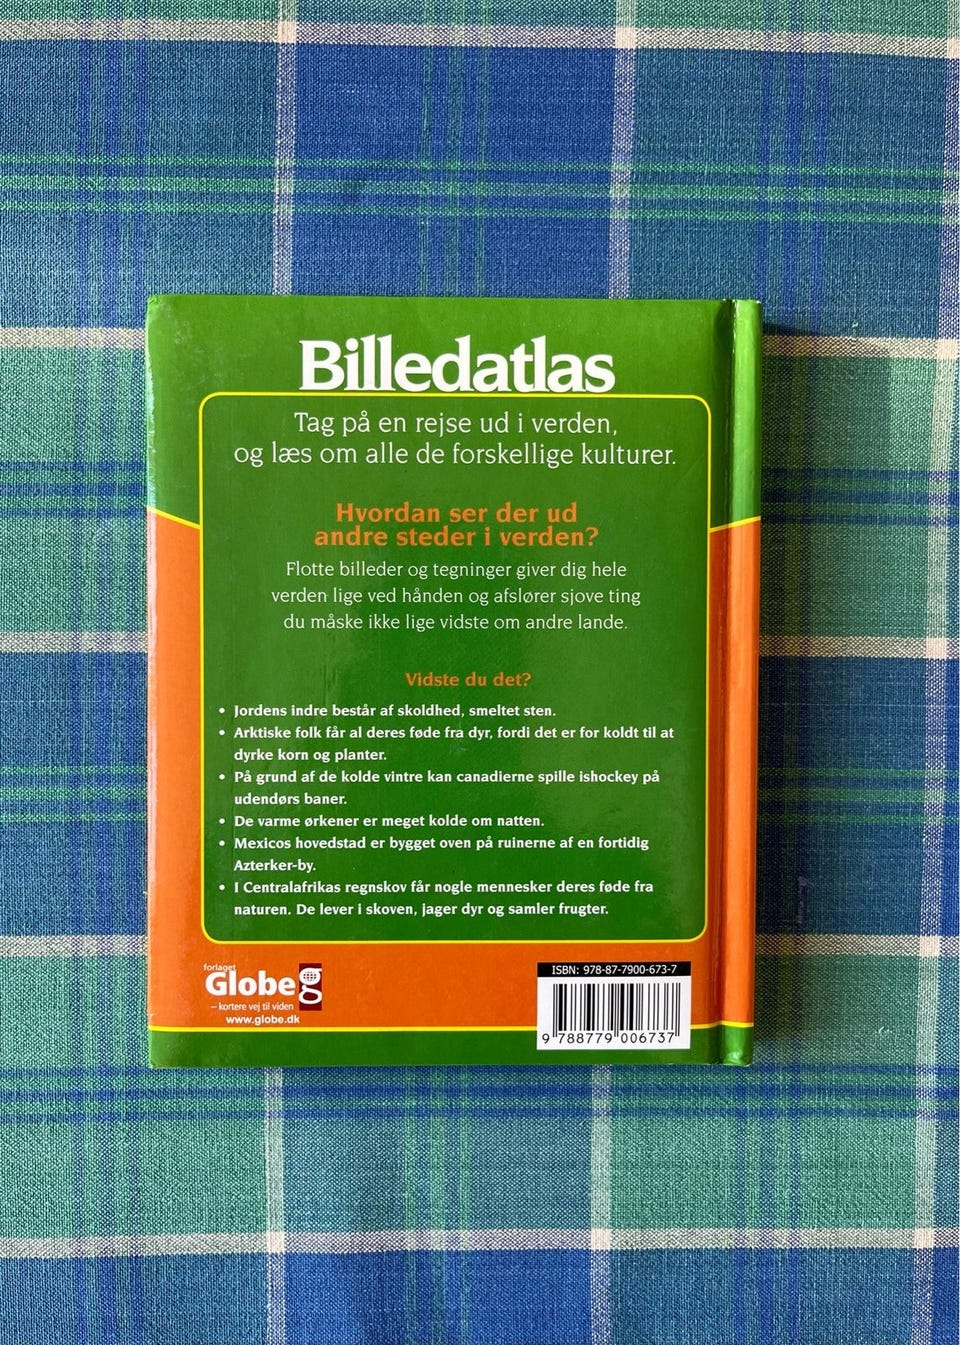 Billedatlas
Tag på en rejse ud i verden,
og læs om alle de forskellige kulturer.
Hvordan ser der ud
andre steder i verden?
Flotte billeder og tegninger giver dig hele
verden lige ved hånden og afslører sjove ting
du måske ikke lige vidste om andre lande.
Vidste du det?
• Jordens indre består af skoldhed, smeltet sten.
• Arktiske folk får al deres føde fra dyr, fordi det er for koldt til at
dyrke korn og planter.
• På grund af de kolde vintre kan canadierne spille ishockey på
udendørs baner.
• De varme ørkener er meget kolde om natten.
• Mexicos hovedstad er bygget oven på ruinerne af en fortidig
Azterker-by.
• I Centralafrikas regnskov får nogle mennesker deres føde fra
naturen. De lever i skoven, jager dyr og samler frugter.
forlaget
Globe g
– kortere vej til viden
www.globe.dk
ISBN: 978-87-7900-673-7
9 788779 006737